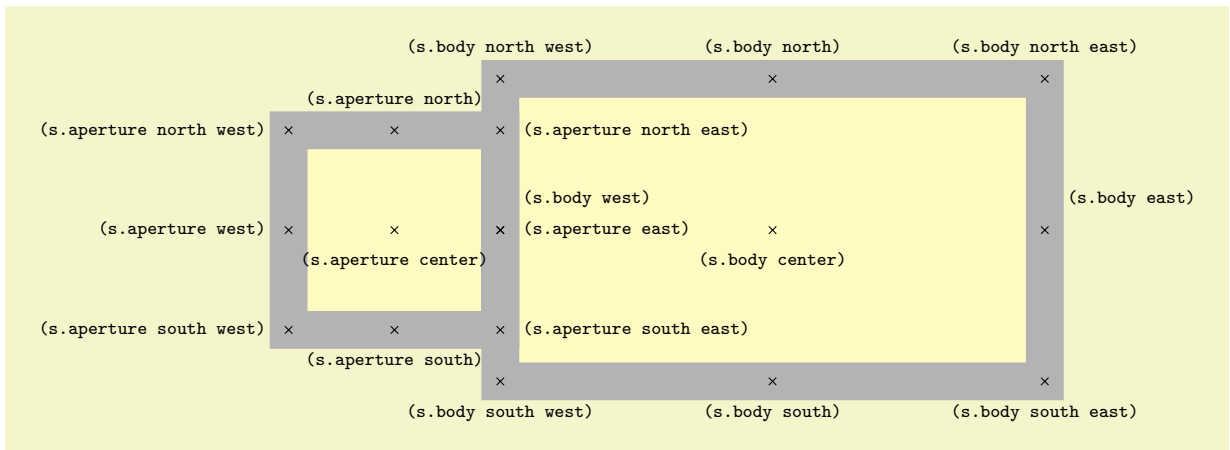 (s.body north west) (s.body north) (s.body north east)
(s.aperture north)
(s.aperture north west) (s.aperture north east)
(s.body west) (s.body east)
(s.aperture west) (s.aperture east)
(s.aperture center) (s.body center)
(s.aperture south west) (s.aperture south east)
(s.aperture south)
(s.body south west) (s.body south) (s.body south east)